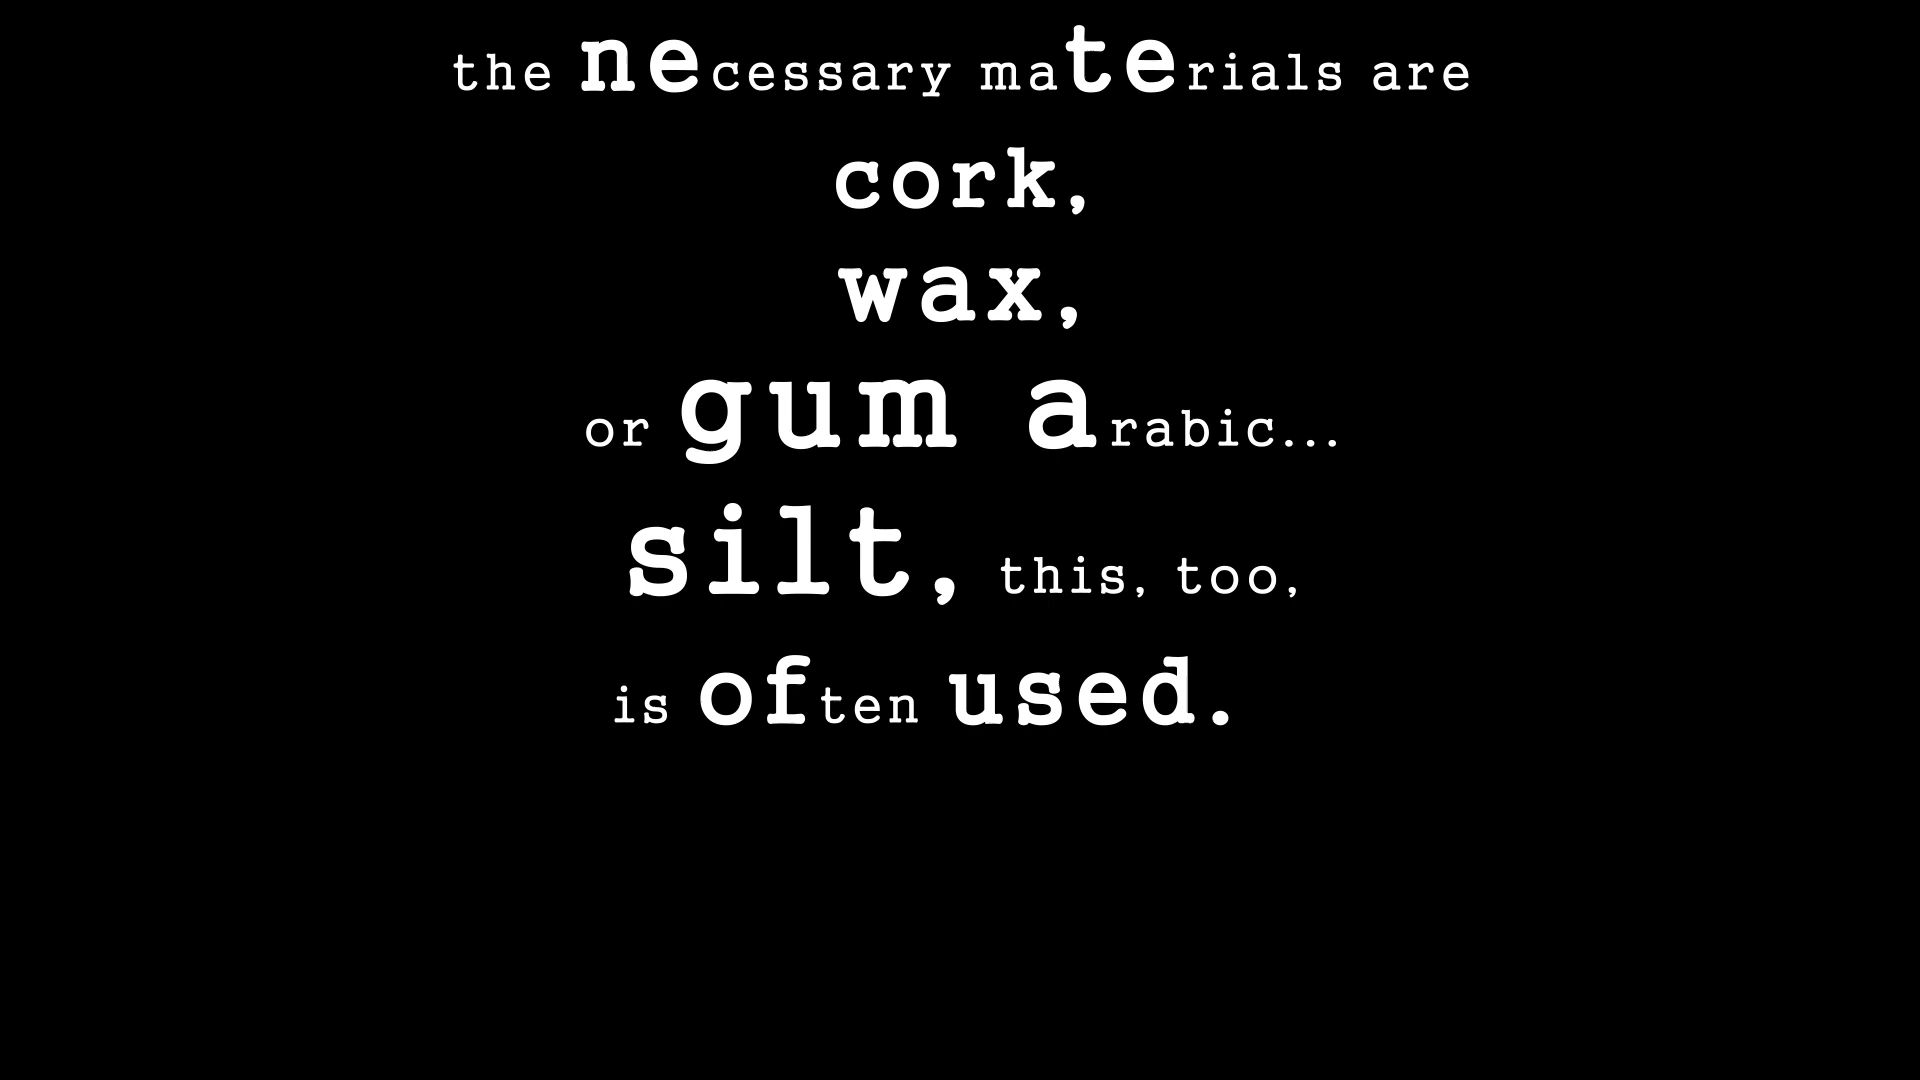 the necessary materials are
cork,
wax,
or gum arabic...
silt, this, too,
is often used.